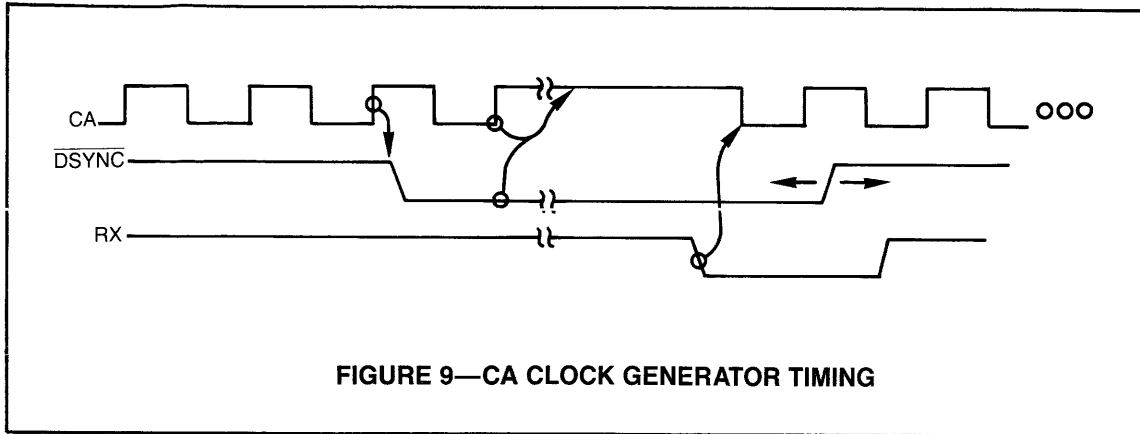 CA
DSYNC
RX
FIGURE 9—CA CLOCK GENERATOR TIMING